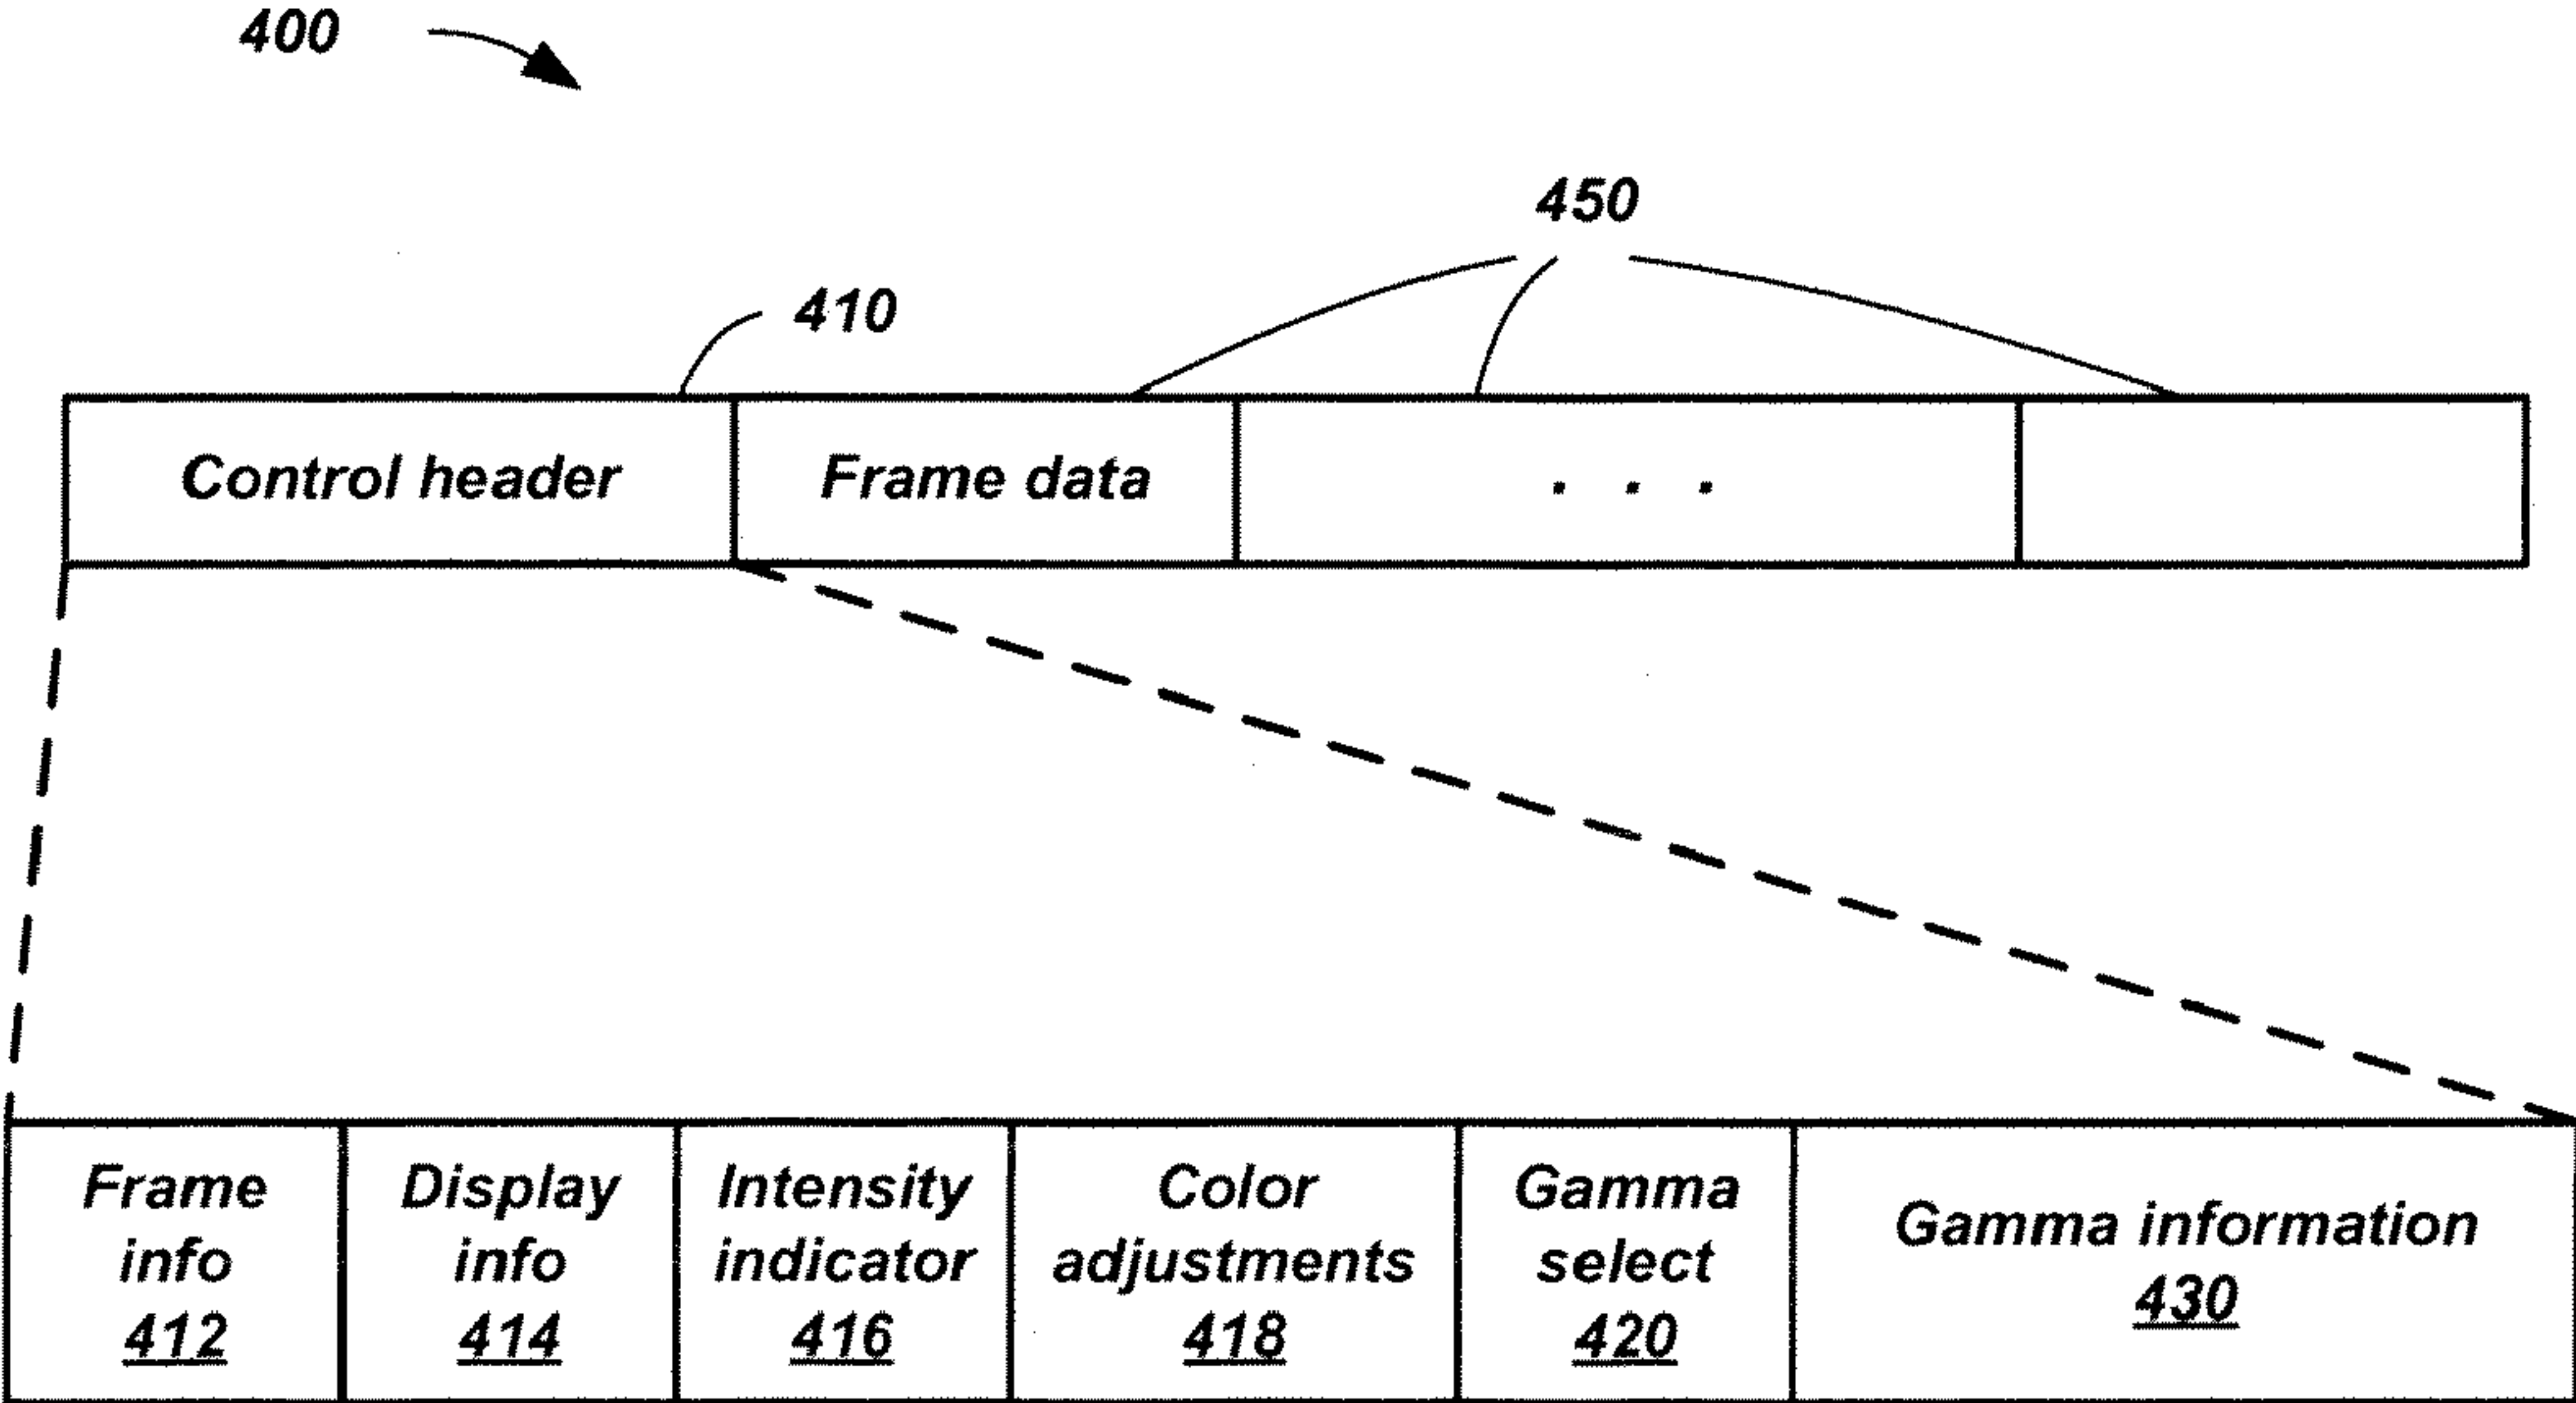 400
450
410
Control header
Frame data
. . .
Frame info 412
Display info 414
Intensity indicator 416
Color adjustments 418
Gamma select 420
Gamma information 430